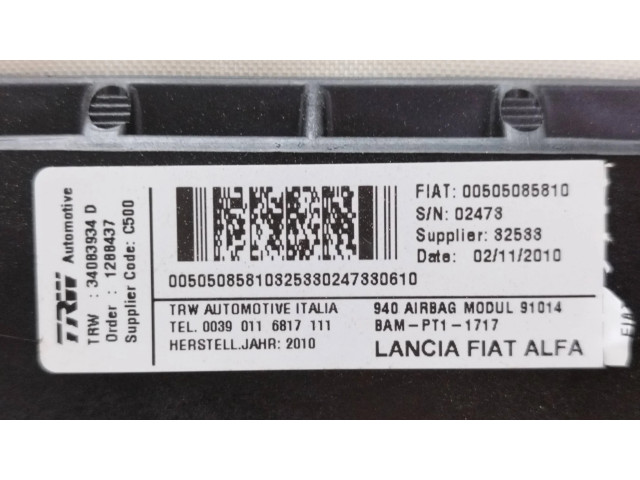 TRW Automotive
TRW : 34083934 D
Order : 1288437
Supplier Code: C500
FIAT: 00505085810
S/N: 02473
Supplier: 32533
Date: 02/11/2010
005050858103253302473​30610
TRW AUTOMOTIVE ITALIA
TEL. 0039 011 6817 111
HERSTELL.JAHR: 2010
940 AIRBAG MODUL 91014
BAM-PT1-1717
LANCIA FIAT ALFA